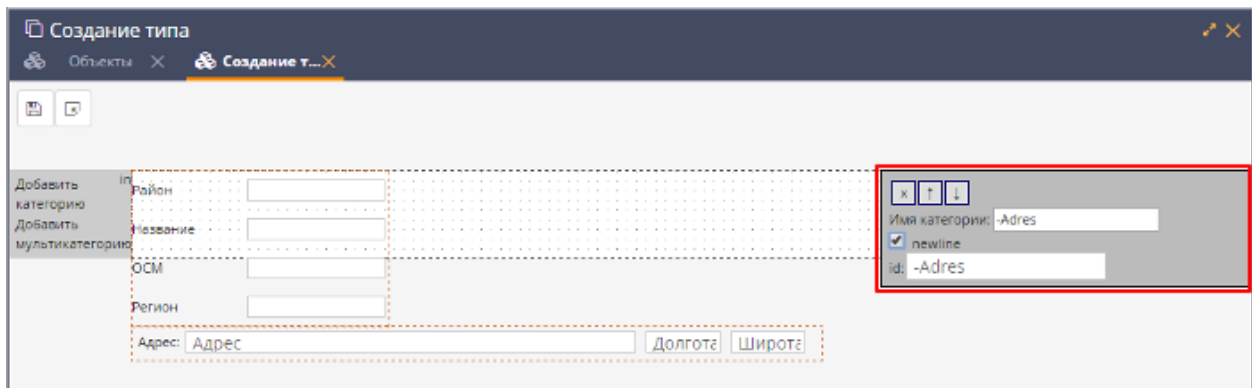 Создание типа
Объекты Создание т...
Добавить категорию
Добавить мультикатегорию
in
Район
Название
ОСМ
Регион
Адрес: Адрес Долгота Широта
x ↑ ↓
Имя категории: -Adres
newline
id: -Adres